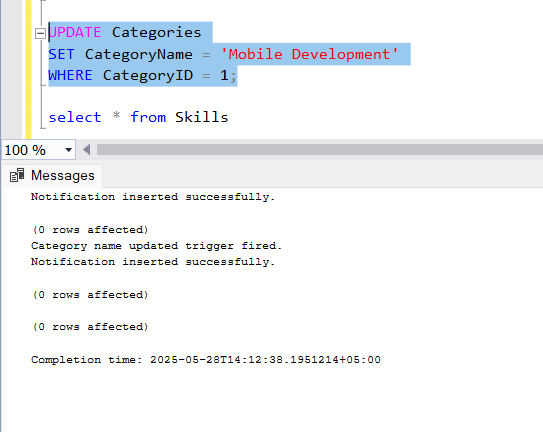 UPDATE Categories
SET CategoryName = 'Mobile Development'
WHERE CategoryID = 1;
select * from Skills
100 %
Messages
Notification inserted successfully.
(0 rows affected)
Category name updated trigger fired.
Notification inserted successfully.
(0 rows affected)
(0 rows affected)
Completion time: 2025-05-28T14:12:38.1951214+05:00